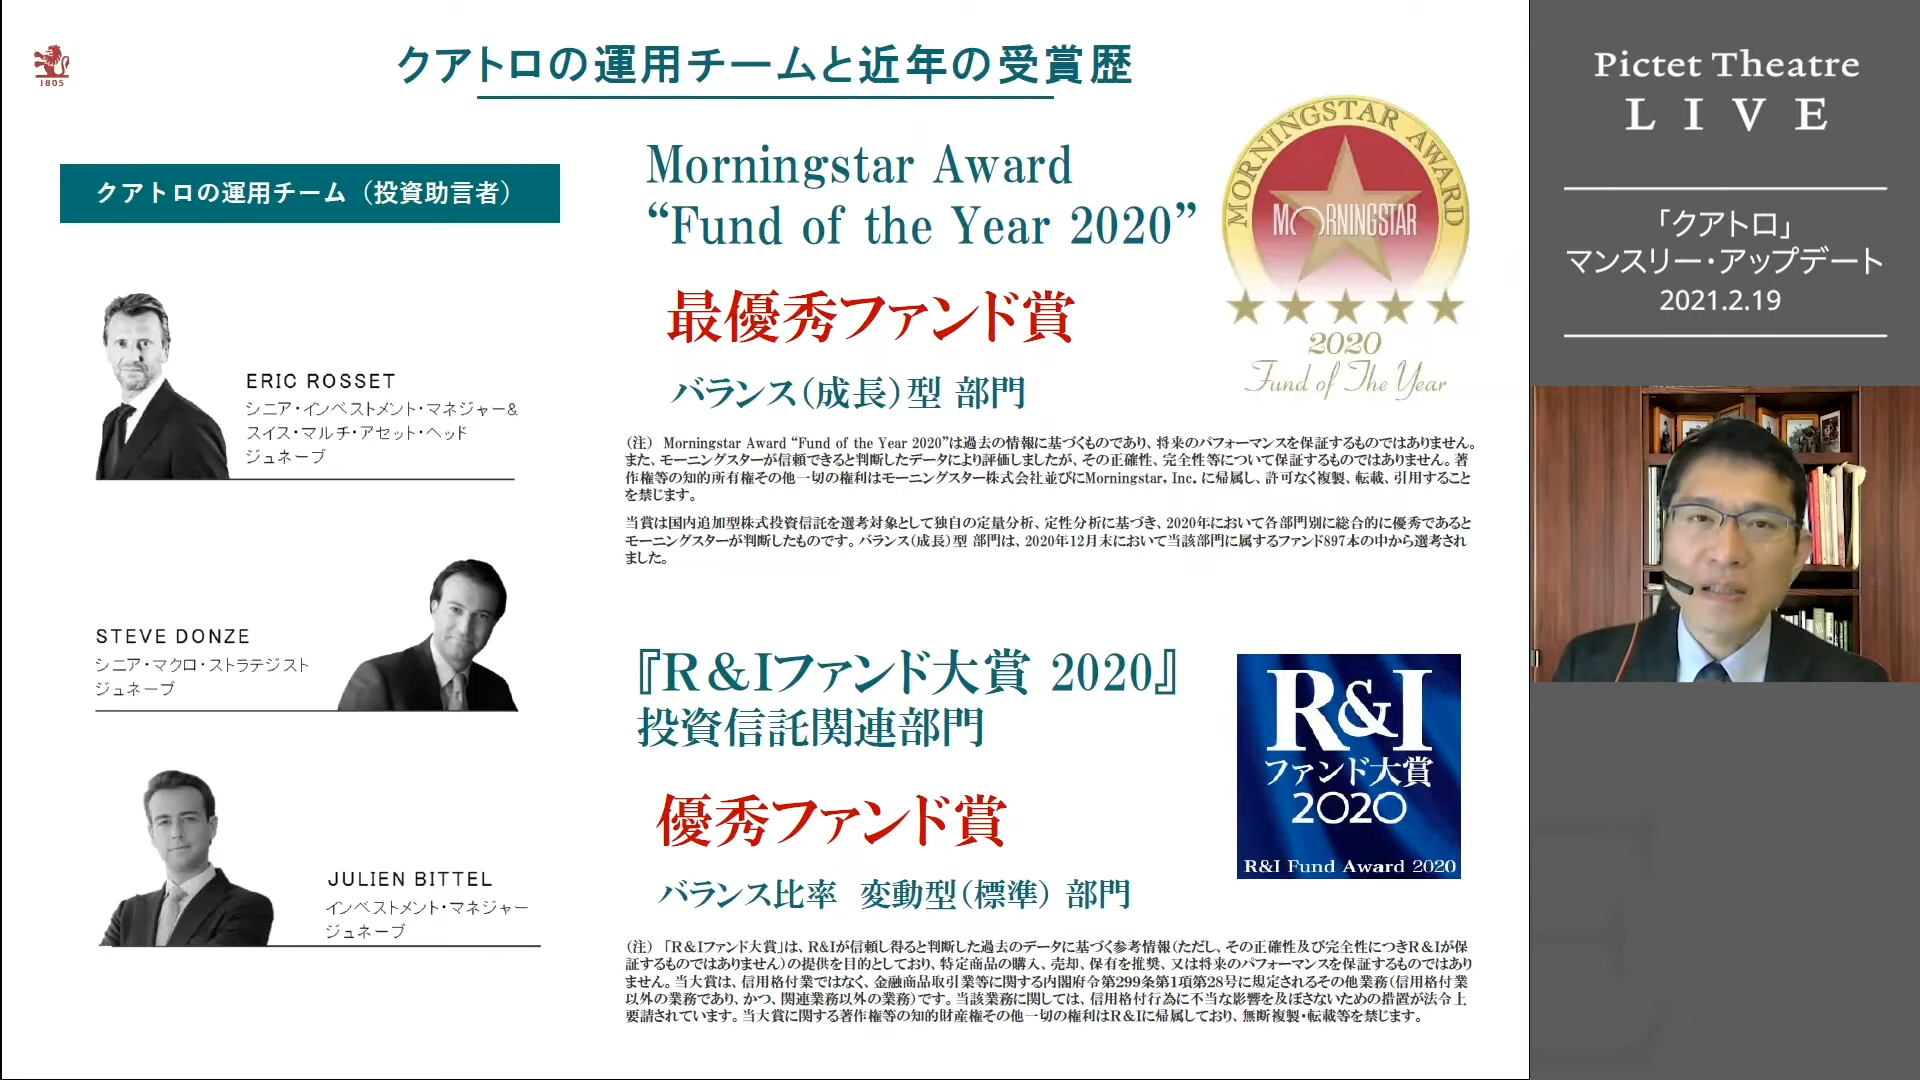 1805
クアトロの運用チームと近年の受賞歴
クアトロの運用チーム（投資助言者）
ERIC ROSSET
シニア・インベストメント・マネジャー&
スイス・マルチ・アセット・ヘッド
ジュネーブ
STEVE DONZE
シニア・マクロ・ストラテジスト
ジュネーブ
JULIEN BITTEL
インベストメント・マネジャー
ジュネーブ
Morningstar Award
“Fund of the Year 2020”
最優秀ファンド賞
バランス（成長）型 部門
MORNINGSTAR AWARD
MORNINGSTAR
2020
Fund of The Year
（注） Morningstar Award “Fund of the Year 2020”は過去の情報に基づくものであり、将来のパフォーマンスを保証するものではありません。
また、モーニングスターが信頼できると判断したデータにより評価しましたが、その正確性、完全性等について保証するものではありません。著
作権等の知的所有権その他一切の権利はモーニングスター株式会社並びにMorningstar, Inc. に帰属し、許可なく複製、転載、引用すること
を禁じます。
当賞は国内追加型株式投資信託を選考対象として独自の定量分析、定性分析に基づき、2020年において各部門別に総合的に優秀であると
モーニングスターが判断したものです。バランス（成長）型 部門は、2020年12月末において当該部門に属するファンド897本の中から選考され
ました。
『R＆Iファンド大賞 2020』
投資信託関連部門
優秀ファンド賞
バランス比率　変動型（標準） 部門
R&I
ファンド大賞
2020
R&I Fund Award 2020
（注） 「R＆Iファンド大賞」は、R&Iが信頼し得ると判断した過去のデータに基づく参考情報（ただし、その正確性及び完全性につきR＆Iが保
証するものではありません）の提供を目的としており、特定商品の購入、売却、保有を推奨、又は将来のパフォーマンスを保証するものではあり
ません。当大賞は、信用格付業ではなく、金融商品取引業等に関する内閣府令第299条第1項第28号に規定されるその他業務（信用格付業
以外の業務であり、かつ、関連業務以外の業務）です。当該業務に関しては、信用格付行為に不当な影響を及ぼさないための措置が法令上
要請されています。当大賞に関する著作権等の知的財産権その他一切の権利はR＆Iに帰属しており、無断複製・転載等を禁じます。
Pictet Theatre
LIVE
「クアトロ」
マンスリー・アップデート
2021.2.19